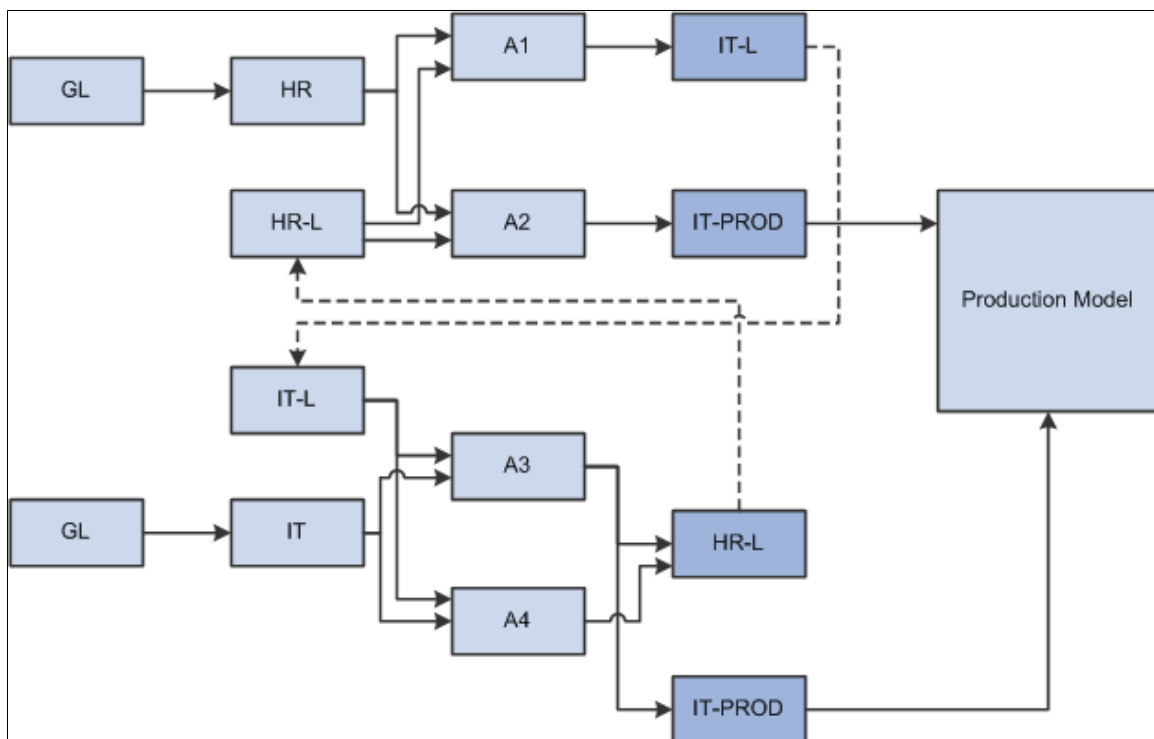 A1
IT-L
GL
HR
HR-L
A2
IT-PROD
Production Model
IT-L
A3
GL
IT
HR-L
A4
IT-PROD